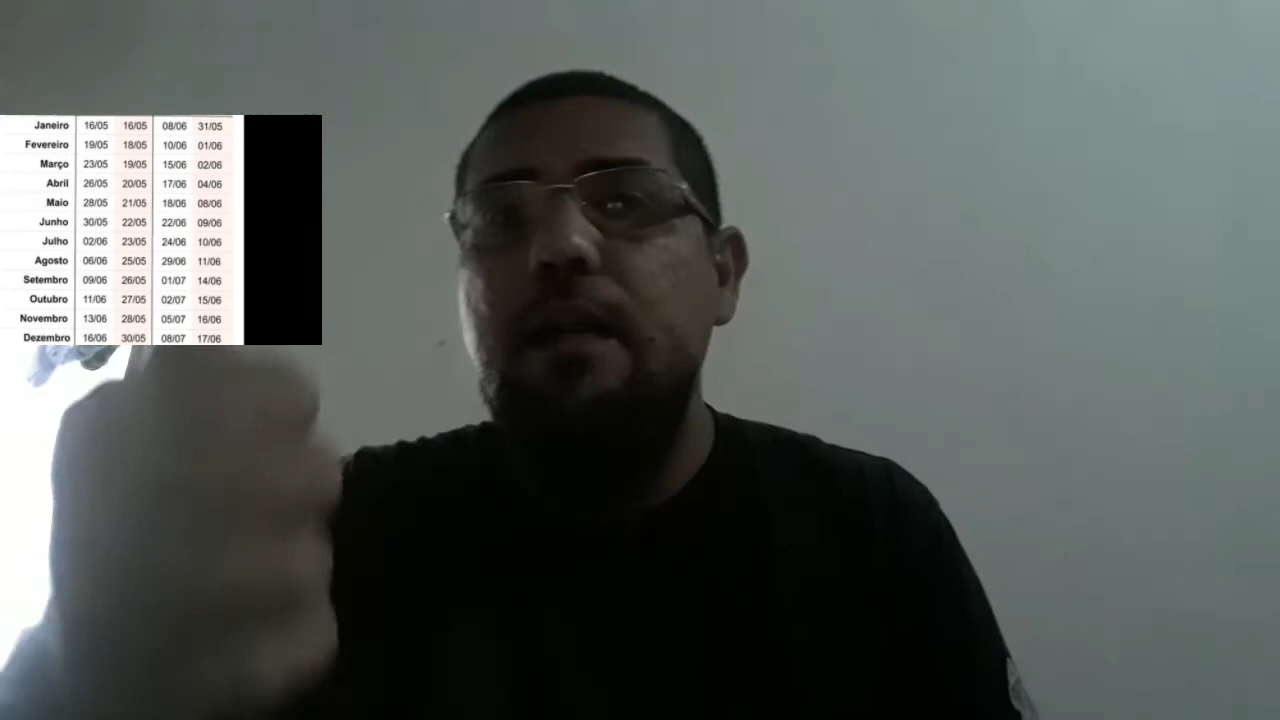 Janeiro 16/05 16/05 08/06 31/05
Fevereiro 19/05 18/05 10/06 01/06
Março 23/05 19/05 15/06 02/06
Abril 26/05 20/05 17/06 04/06
Maio 28/05 21/05 18/06 08/06
Junho 30/05 22/05 22/06 09/06
Julho 02/06 23/05 24/06 10/06
Agosto 06/06 25/05 29/06 11/06
Setembro 09/06 26/05 01/07 14/06
Outubro 11/06 27/05 02/07 15/06
Novembro 13/06 28/05 05/07 16/06
Dezembro 16/06 30/05 08/07 17/06